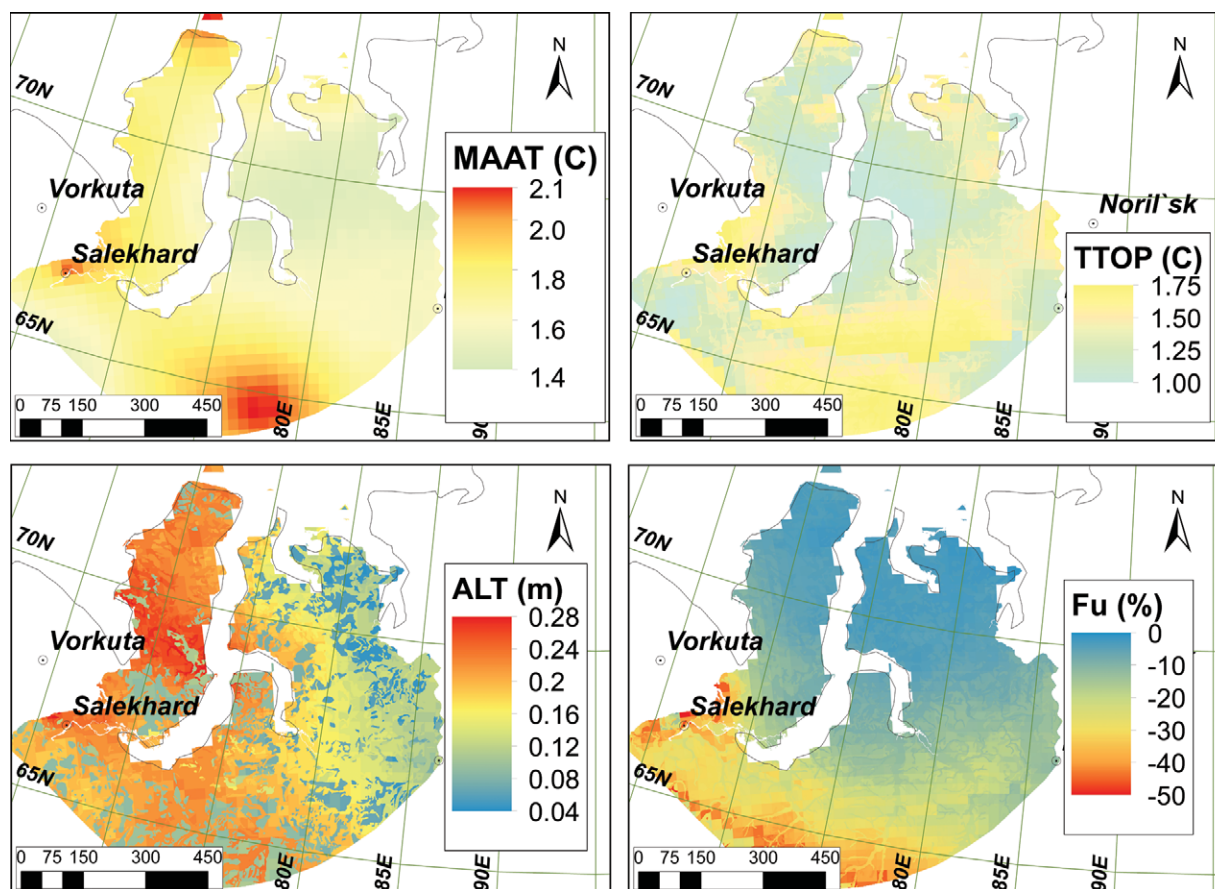 N
70N
MAAT (C)
2.1
2.0
1.8
1.6
1.4
Vorkuta
Salekhard
65N
0 75 150 300 450
80E
85E
90E
N
70N
Vorkuta
Noril`sk
Salekhard
TTOP (C)
1.75
1.50
1.25
1.00
65N
0 75 150 300 450
80E
85E
90E
N
70N
ALT (m)
0.28
0.24
0.2
0.16
0.12
0.08
0.04
Vorkuta
Salekhard
65N
0 75 150 300 450
80E
85E
90E
N
70N
Fu (%)
0
-10
-20
-30
-40
-50
Vorkuta
Salekhard
65N
0 75 150 300 450
80E
85E
90E